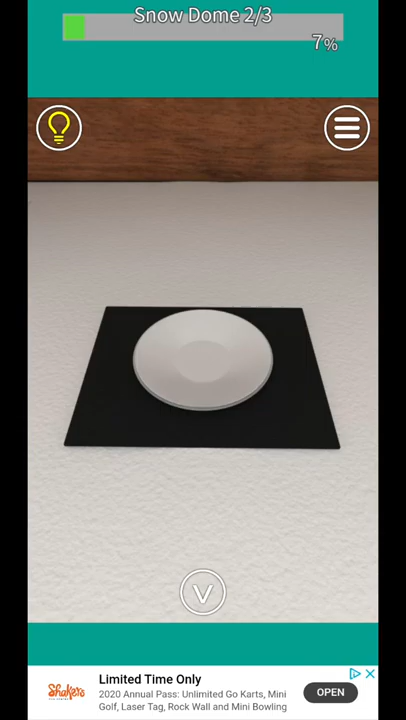 Snow Dome 2/3
7%
V
Shakers
Limited Time Only
2020 Annual Pass: Unlimited Go Karts, Mini
Golf, Laser Tag, Rock Wall and Mini Bowling
OPEN